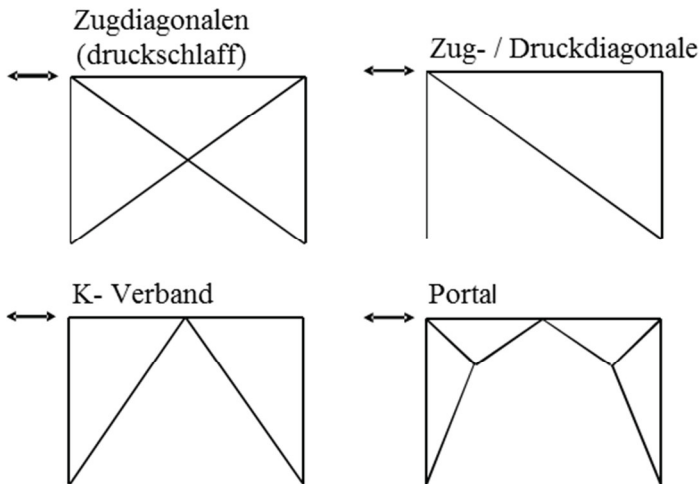 Zugdiagonalen
(druckschlaff)
Zug- / Druckdiagonale
K- Verband
Portal